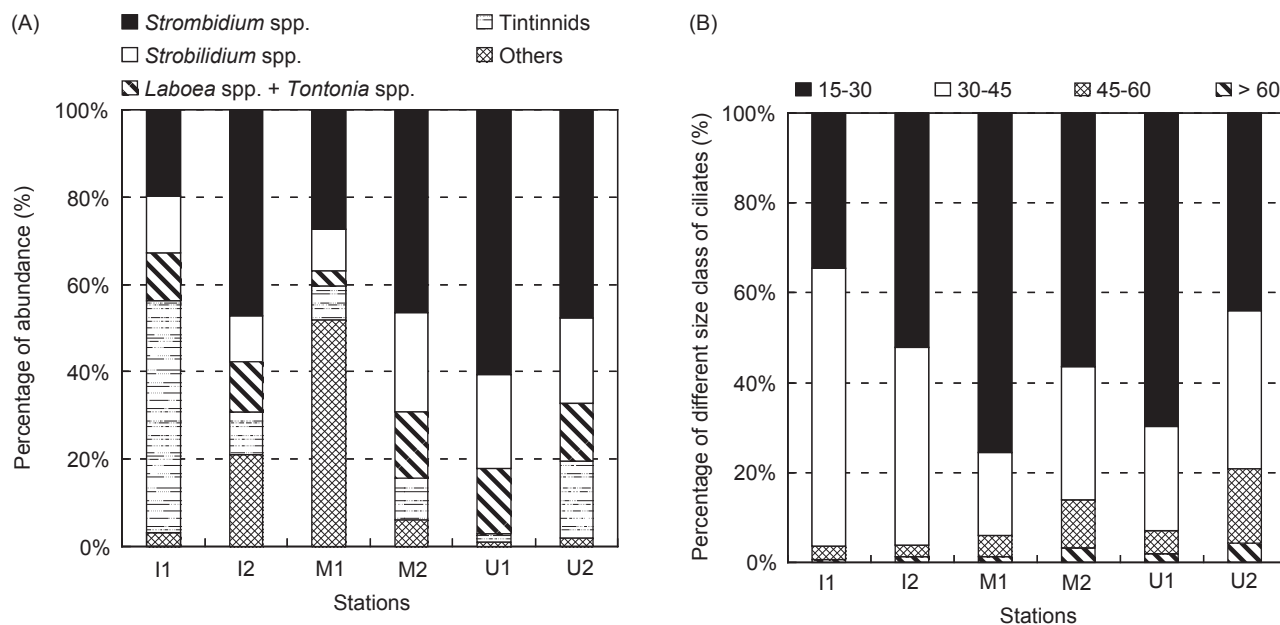 (A)
Strombidium spp.
Tintinnids
Strobilidium spp.
Others
Laboea spp. + Tontonia spp.
Percentage of abundance (%)
100%
80%
60%
40%
20%
0%
I1 I2 M1 M2 U1 U2
Stations
(B)
15-30 30-45 45-60 > 60
Percentage of different size class of ciliates (%)
100%
80%
60%
40%
20%
0%
I1 I2 M1 M2 U1 U2
Stations